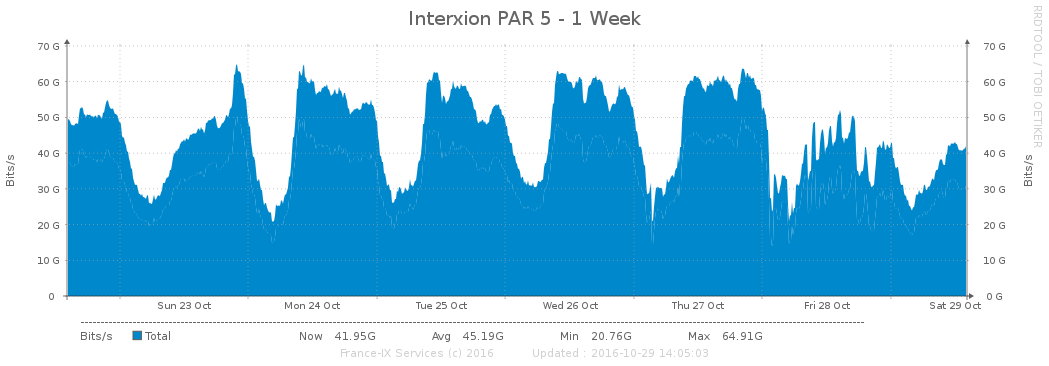 Interxion PAR 5 - 1 Week
RRDTOOL / TOBI OETIKER
Bits/s
70 G 70 G
60 G 60 G
50 G 50 G
40 G 40 G
30 G 30 G
20 G 20 G
10 G 10 G
0 0 G
Bits/s
Sun 23 Oct Mon 24 Oct Tue 25 Oct Wed 26 Oct Thu 27 Oct Fri 28 Oct Sat 29 Oct
Bits/s Total Now 41.95G Avg 45.19G Min 20.76G Max 64.91G
France-IX Services (c) 2016 Updated : 2016-10-29 14:05:03